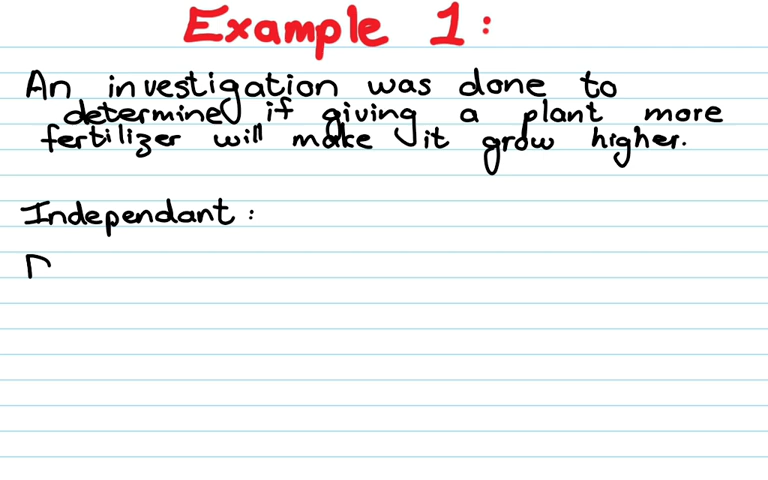 Example 1:
An investigation was done to
determine if giving a plant more
fertilizer will make it grow higher.
Independant: